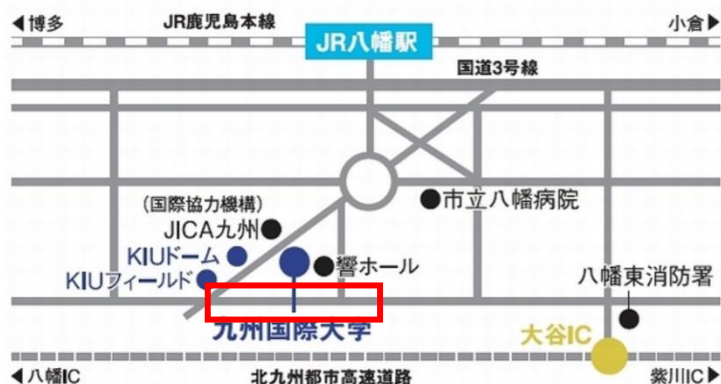 ◀博多
JR鹿児島本線
小倉▶
JR八幡駅
国道3号線
(国際協力機構)
JICA九州
市立八幡病院
KIUドーム
響ホール
KIUフィールド
八幡東消防署
九州国際大学
大谷IC
◀八幡IC
北九州都市高速道路
紫川IC▶